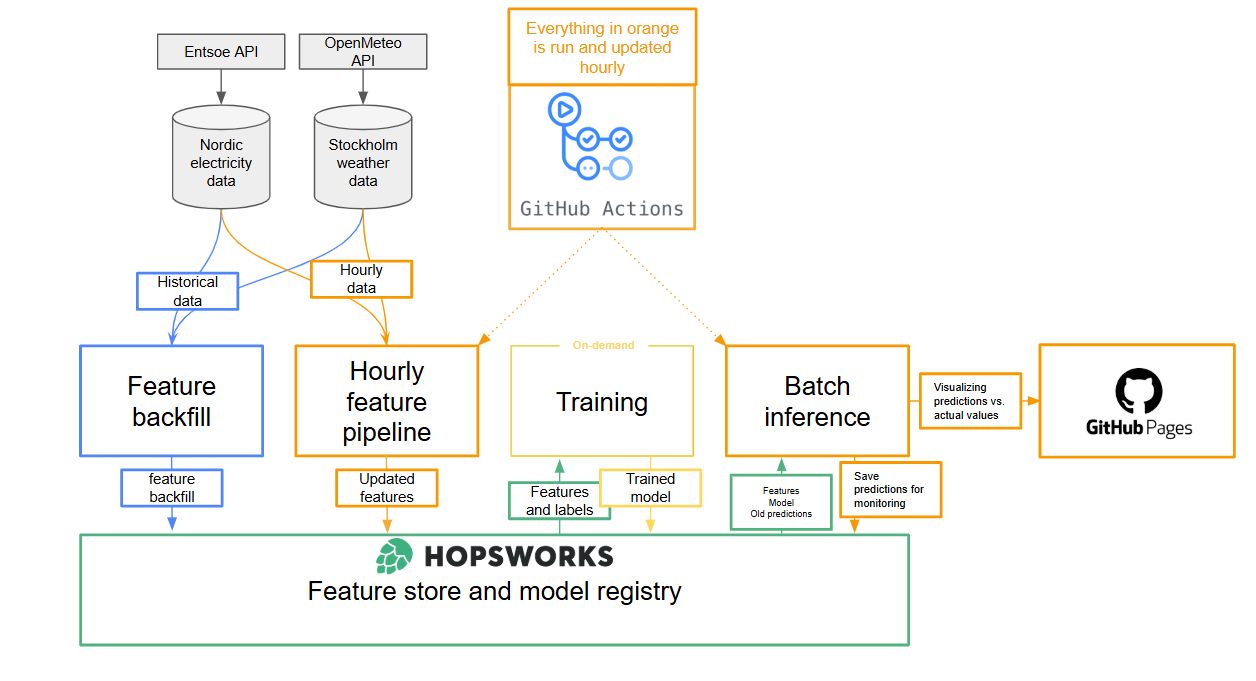 Everything in orange
is run and updated
hourly
Entsoe API
OpenMeteo
API
Nordic
electricity
data
Stockholm
weather
data
GitHub Actions
Historical
data
Hourly
data
Feature
backfill
Hourly
feature
pipeline
On-demand
Training
Batch
inference
Visualizing
predictions vs.
actual values
GitHub Pages
feature
backfill
Updated
features
Features
and labels
Trained
model
Features
Model
Old predictions
Save
predictions for
monitoring
HOPSWORKS
Feature store and model registry